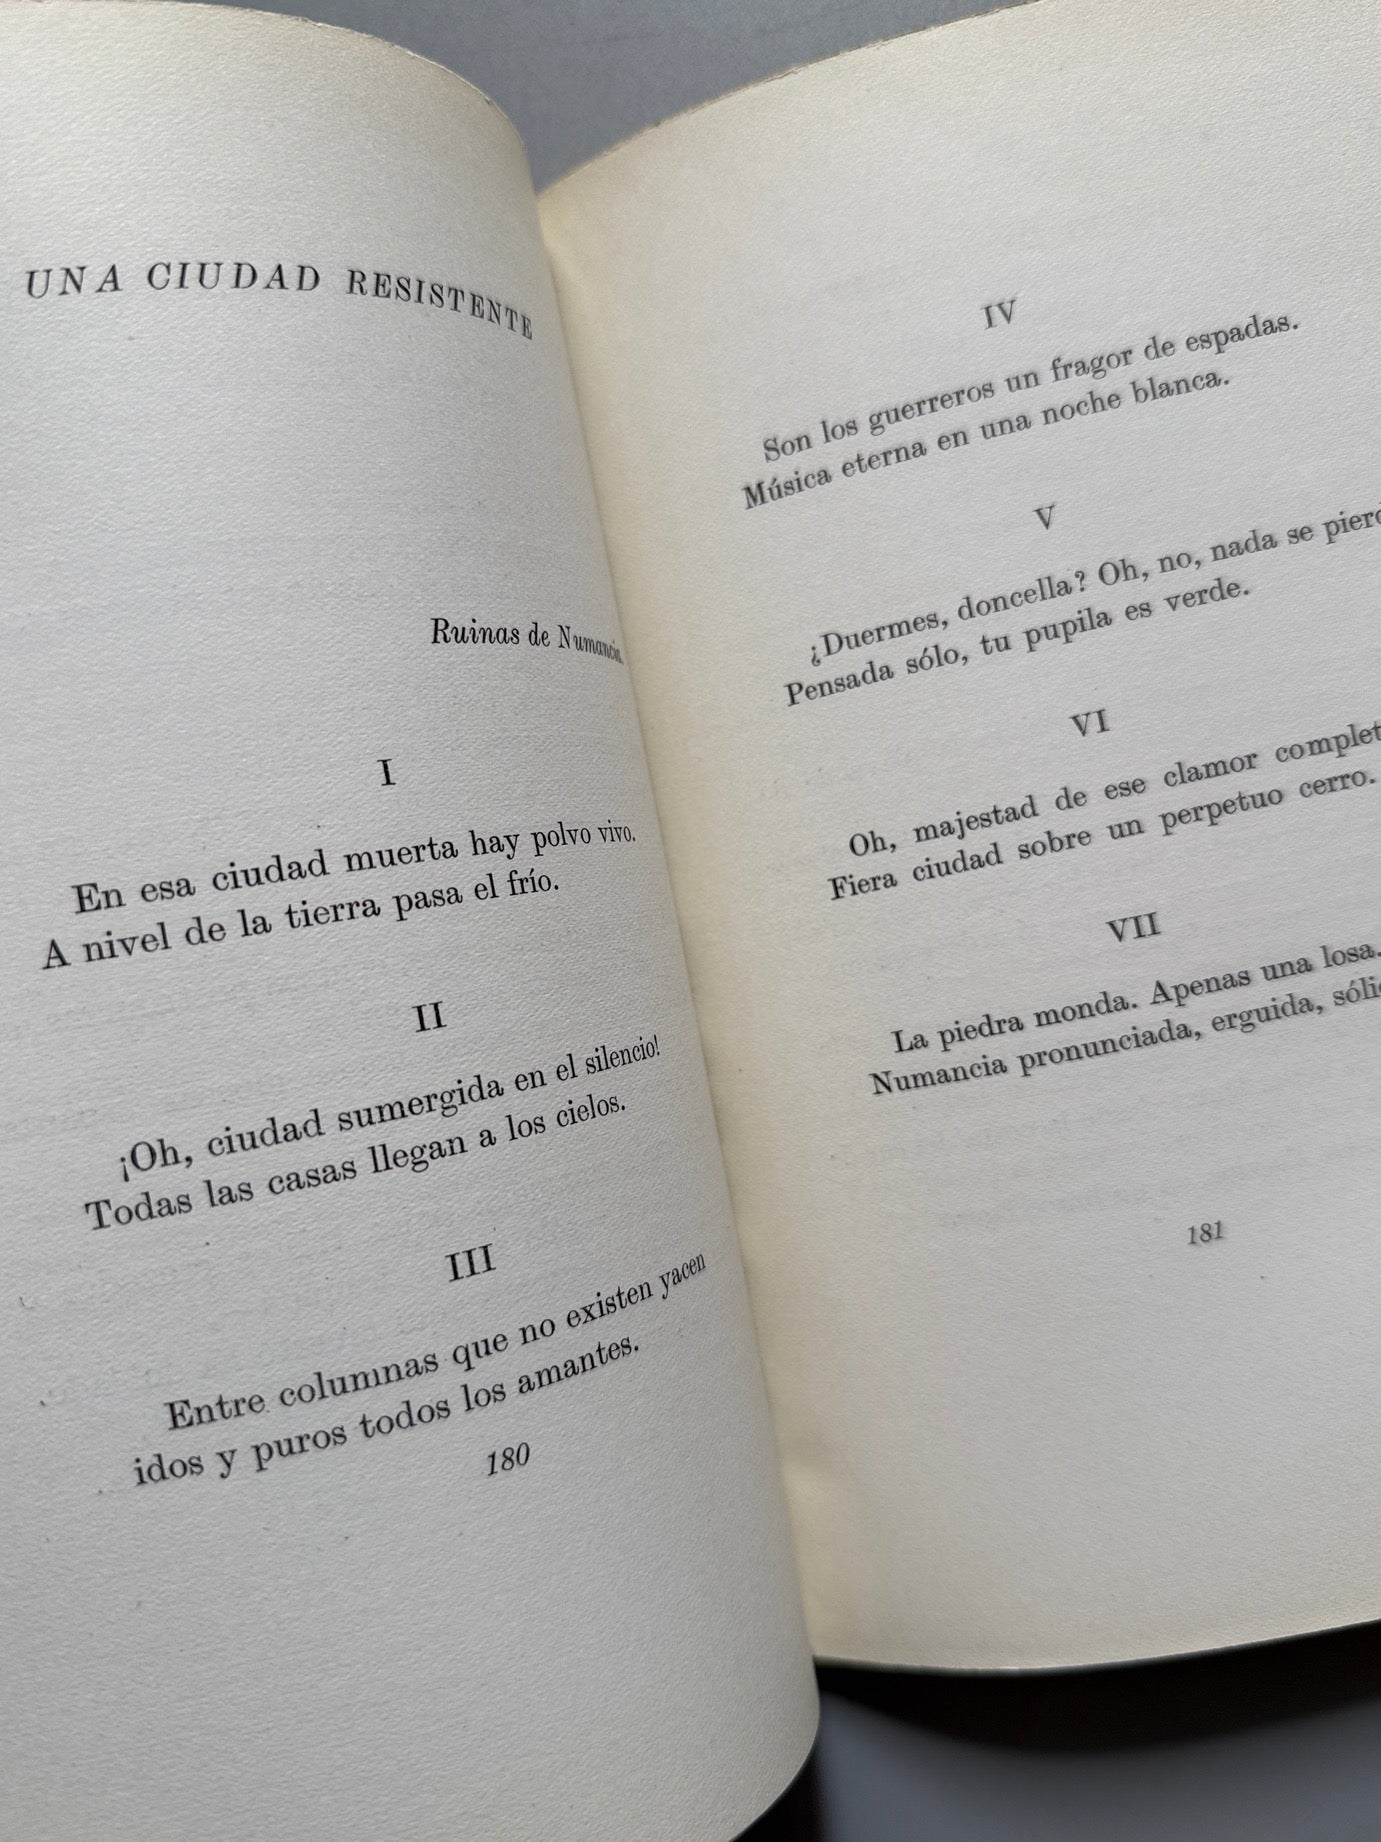 UNA CIUDAD RESISTENTE
Ruinas de Numancia.
I
En esa ciudad muerta hay polvo vivo.
A nivel de la tierra pasa el frío.
II
¡Oh, ciudad sumergida en el silencio!
Todas las casas llegan a los cielos.
III
Entre columnas que no existen yacen
idos y puros todos los amantes.
180
IV
Son los guerreros un fragor de espadas.
Música eterna en una noche blanca.
V
¿Duermes, doncella? Oh, no, nada se
Pensada sólo, tu pupila es verde.
VI
Oh, majestad de ese clamor
Fiera ciudad sobre un perpetuo cerro.
VII
La piedra monda. Apenas una losa.
Numancia pronunciada, erguida,
181